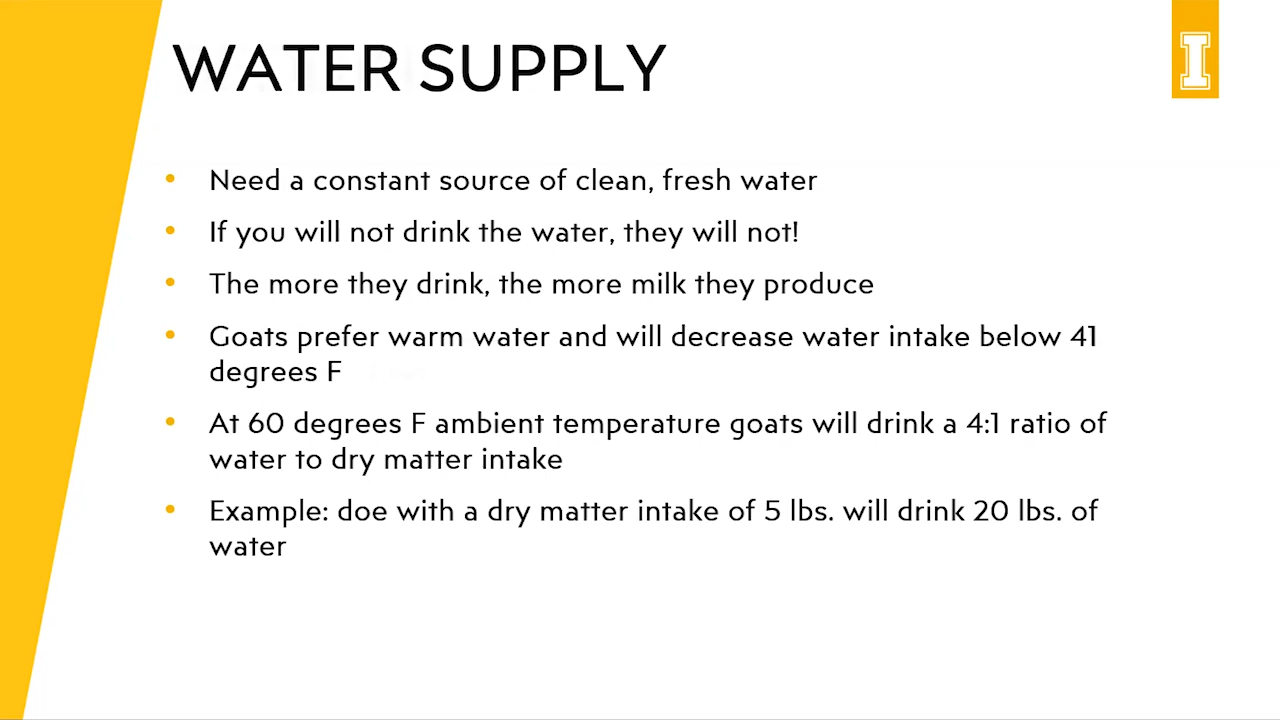 WATER SUPPLY
I
• Need a constant source of clean, fresh water
• If you will not drink the water, they will not!
• The more they drink, the more milk they produce
• Goats prefer warm water and will decrease water intake below 41
degrees F
• At 60 degrees F ambient temperature goats will drink a 4:1 ratio of
water to dry matter intake
• Example: doe with a dry matter intake of 5 lbs. will drink 20 lbs. of
water